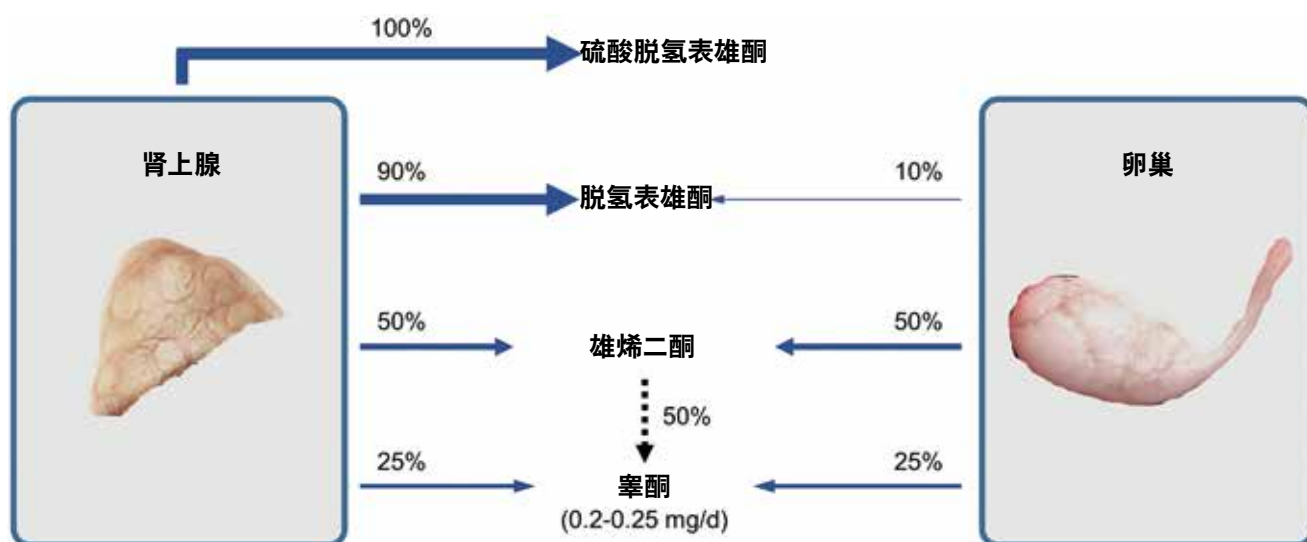 100%
硫酸脱氢表雄酮
肾上腺
卵巢
90%
脱氢表雄酮
10%
50%
雄烯二酮
50%
50%
25%
睾酮
25%
(0.2-0.25 mg/d)